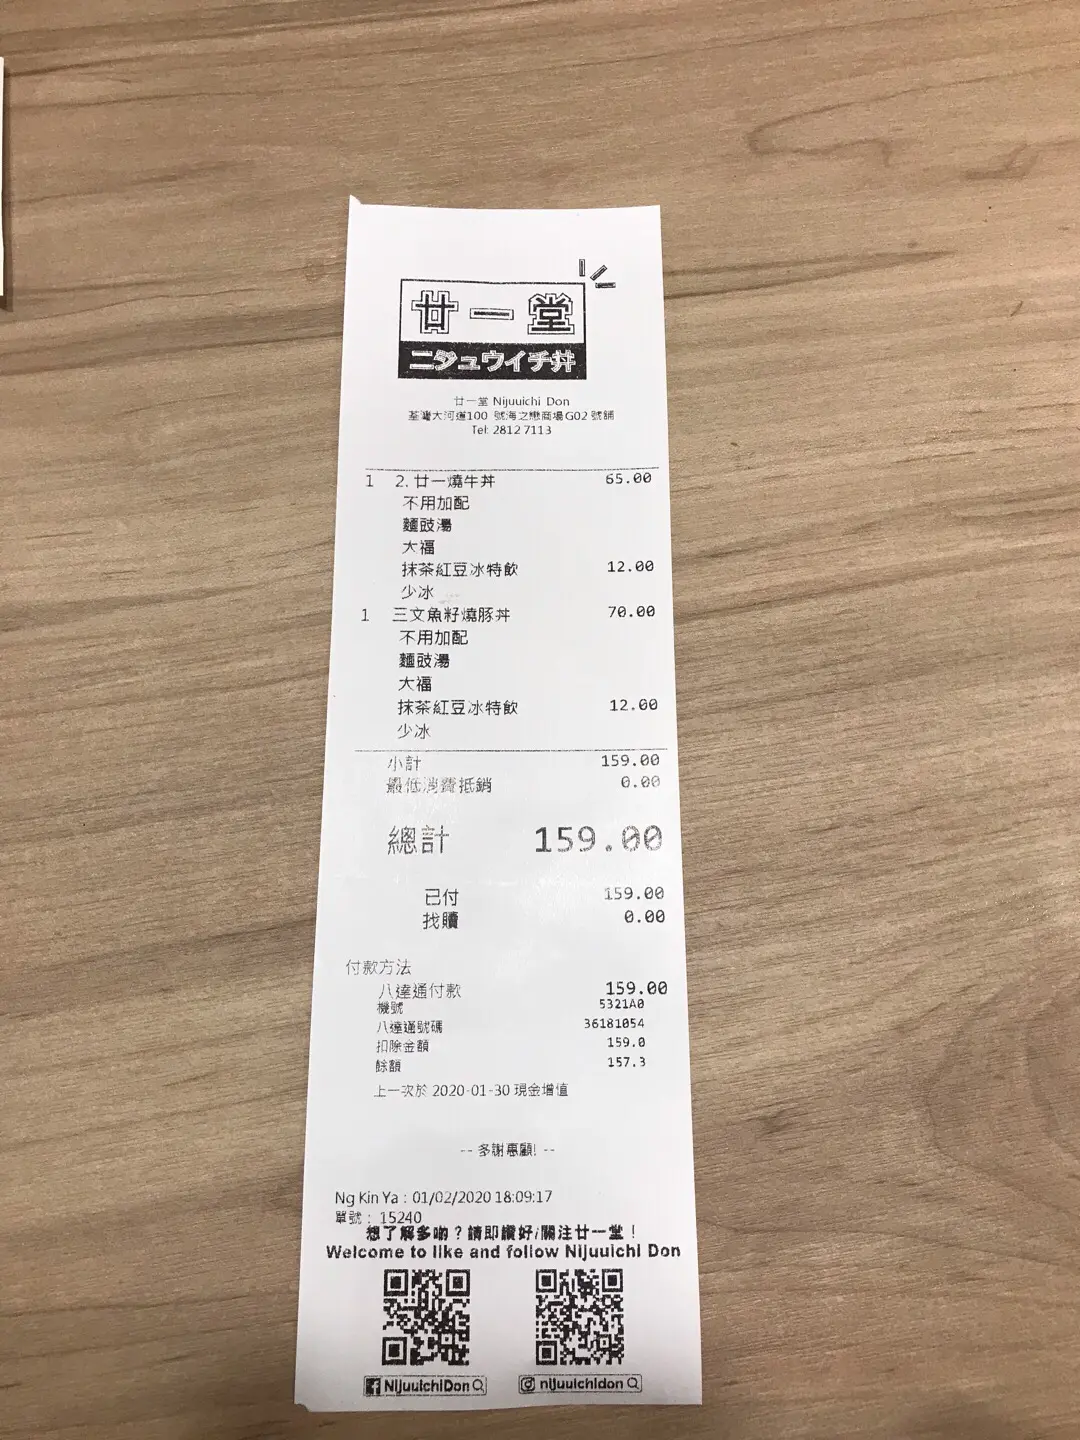 廿一堂
ニジュウイチ丼
廿一堂 Nijuuichi Don
荃灣大河道100 號海之戀商場G02 號舖
Tel: 2812 7113
1 2. 廿一燒牛丼 65.00
不用加配
麵豉湯
大福
抹茶紅豆冰特飲 12.00
少冰
1 三文魚籽燒豚丼 70.00
不用加配
麵豉湯
大福
抹茶紅豆冰特飲 12.00
少冰
小計 159.00
最低消費抵銷 0.00
總計 159.00
已付 159.00
找贖 0.00
付款方法
八達通付款 159.00
機號 5321A0
八達通號碼 36181054
扣除金額 159.0
餘額 157.3
上一次於 2020-01-30 現金增值
-- 多謝惠顧! --
Ng Kin Ya : 01/02/2020 18:09:17
單號 : 15240
想了解多啲？請即讚好/關注廿一堂！
Welcome to like and follow Nijuuichi Don
NijuuichiDon
nijuuichidon